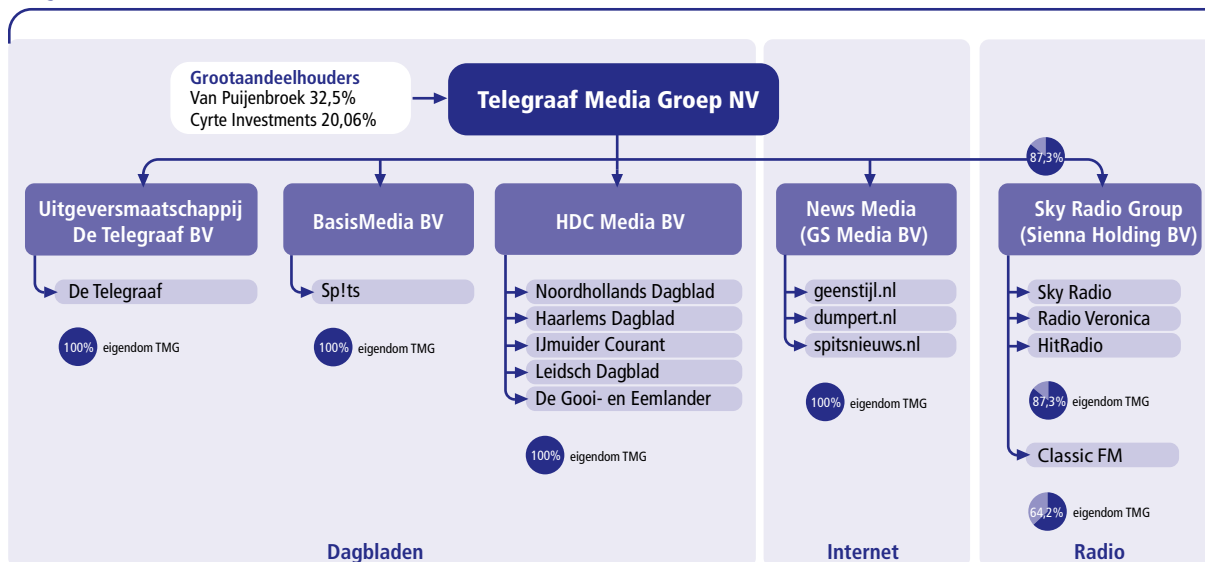 Grootaandeelhouders
Van Puijenbroek 32,5%
Cyrte Investments 20,06%
Telegraaf Media Groep NV
87,3%
Uitgeversmaatschappij
De Telegraaf BV
De Telegraaf
100% eigendom TMG
BasisMedia BV
Sp!ts
100% eigendom TMG
HDC Media BV
Noordhollands Dagblad
Haarlems Dagblad
IJmuider Courant
Leidsch Dagblad
De Gooi- en Eemlander
100% eigendom TMG
News Media
(GS Media BV)
geenstijl.nl
dumpert.nl
spitsnieuws.nl
100% eigendom TMG
Sky Radio Group
(Sienna Holding BV)
Sky Radio
Radio Veronica
HitRadio
87,3% eigendom TMG
Classic FM
64,2% eigendom TMG
Dagbladen
Internet
Radio